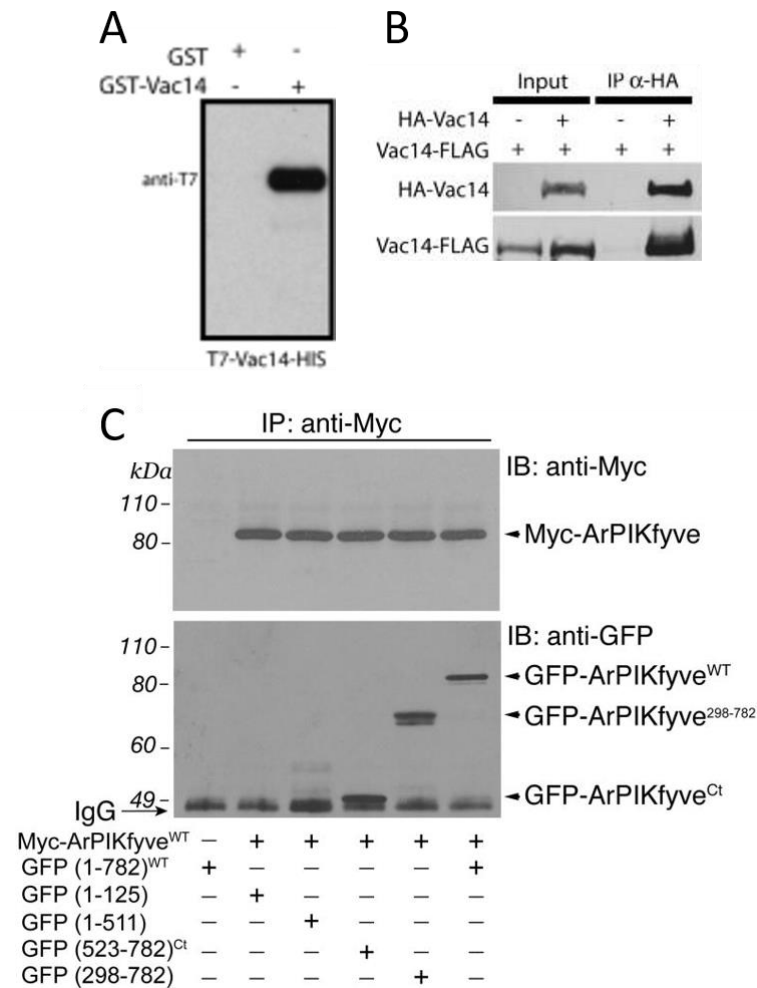 A
GST + -
GST-Vac14 - +
anti-T7
T7-Vac14-HIS
B
Input IP α-HA
HA-Vac14 - + - +
Vac14-FLAG + + + +
HA-Vac14
Vac14-FLAG
C
IP: anti-Myc
kDa
IB: anti-Myc
110-
80-
Myc-ArPIKfyve
IB: anti-GFP
110-
GFP-ArPIKfyveWT
80-
GFP-ArPIKfyve298-782
60-
49-
GFP-ArPIKfyveCt
IgG
Myc-ArPIKfyveWT – + + + + +
GFP (1-782)WT + – – – – +
GFP (1-125) – + – – – –
GFP (1-511) – – + – – –
GFP (523-782)Ct – – – + – –
GFP (298-782) – – – – + –